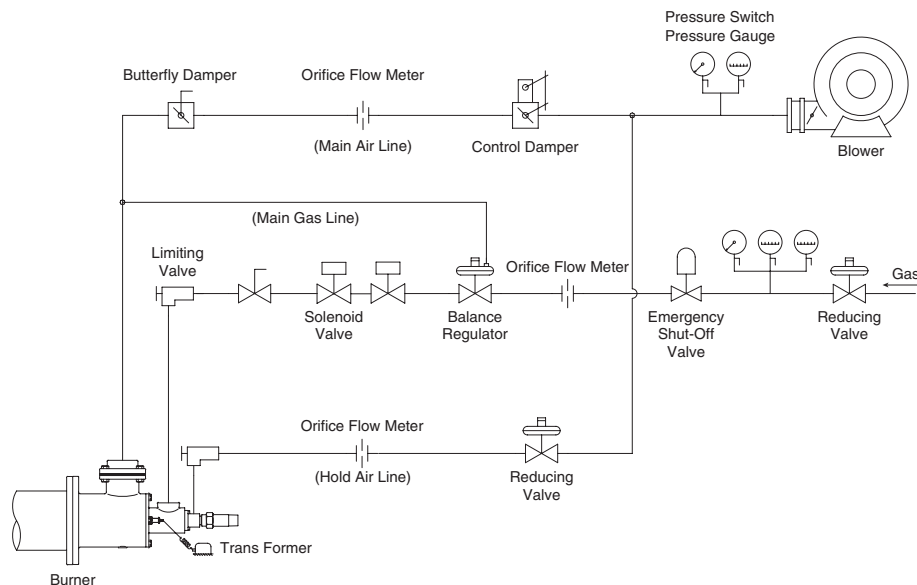 Pressure Switch
Pressure Gauge
Butterfly Damper
Orifice Flow Meter
(Main Air Line)
Control Damper
Blower
(Main Gas Line)
Limiting
Valve
Orifice Flow Meter
Gas
Solenoid
Valve
Balance
Regulator
Emergency
Shut-Off
Valve
Reducing
Valve
Orifice Flow Meter
(Hold Air Line)
Reducing
Valve
Trans Former
Burner